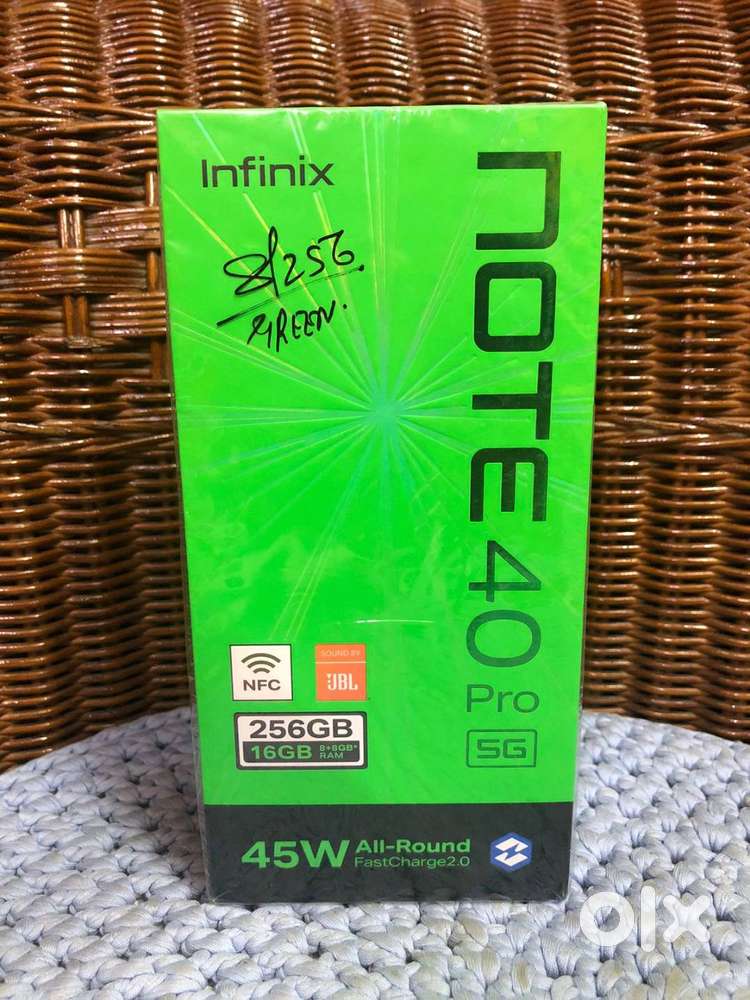 Infinix
8/256
GREEN.
NOTE 40
Pro
5G
NFC
SOUND BY
JBL
256GB
16GB 8+8GB* RAM
45W All-Round
FastCharge2.0
olx